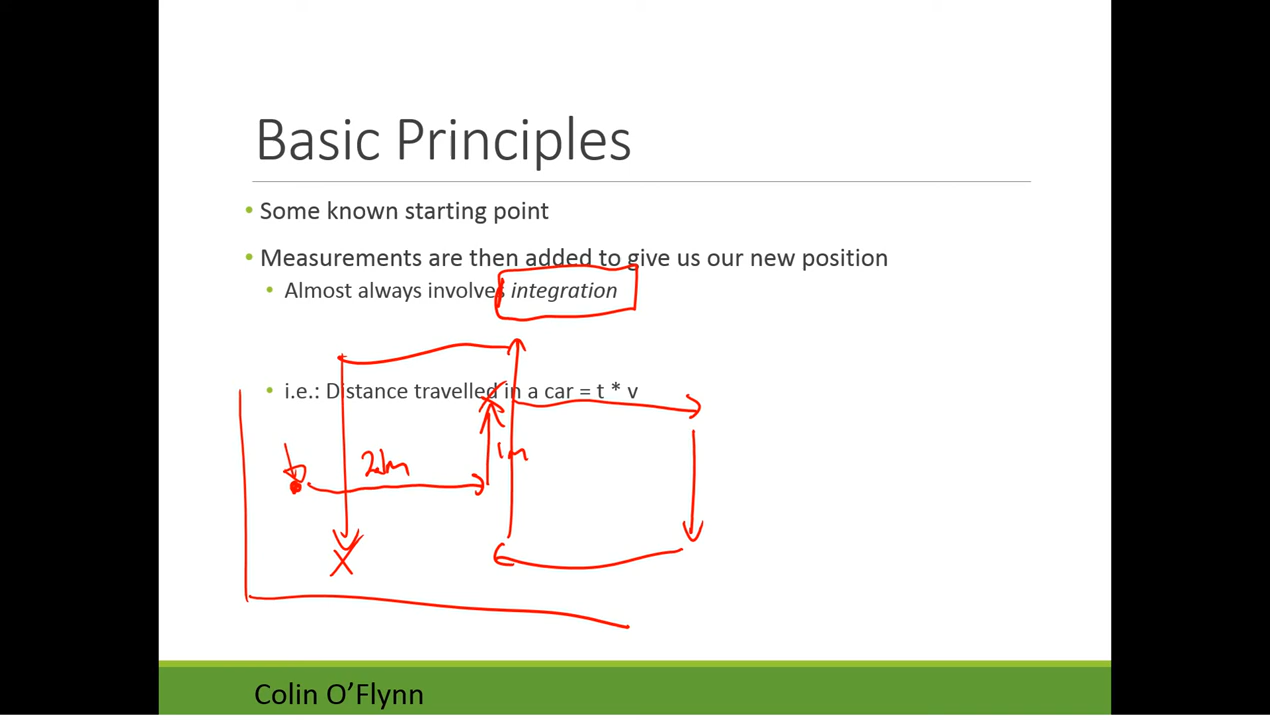 Basic Principles
• Some known starting point
• Measurements are then added to give us our new position
• Almost always involves integration
• i.e.: Distance travelled in a car = t * v
1m
X
Colin O'Flynn